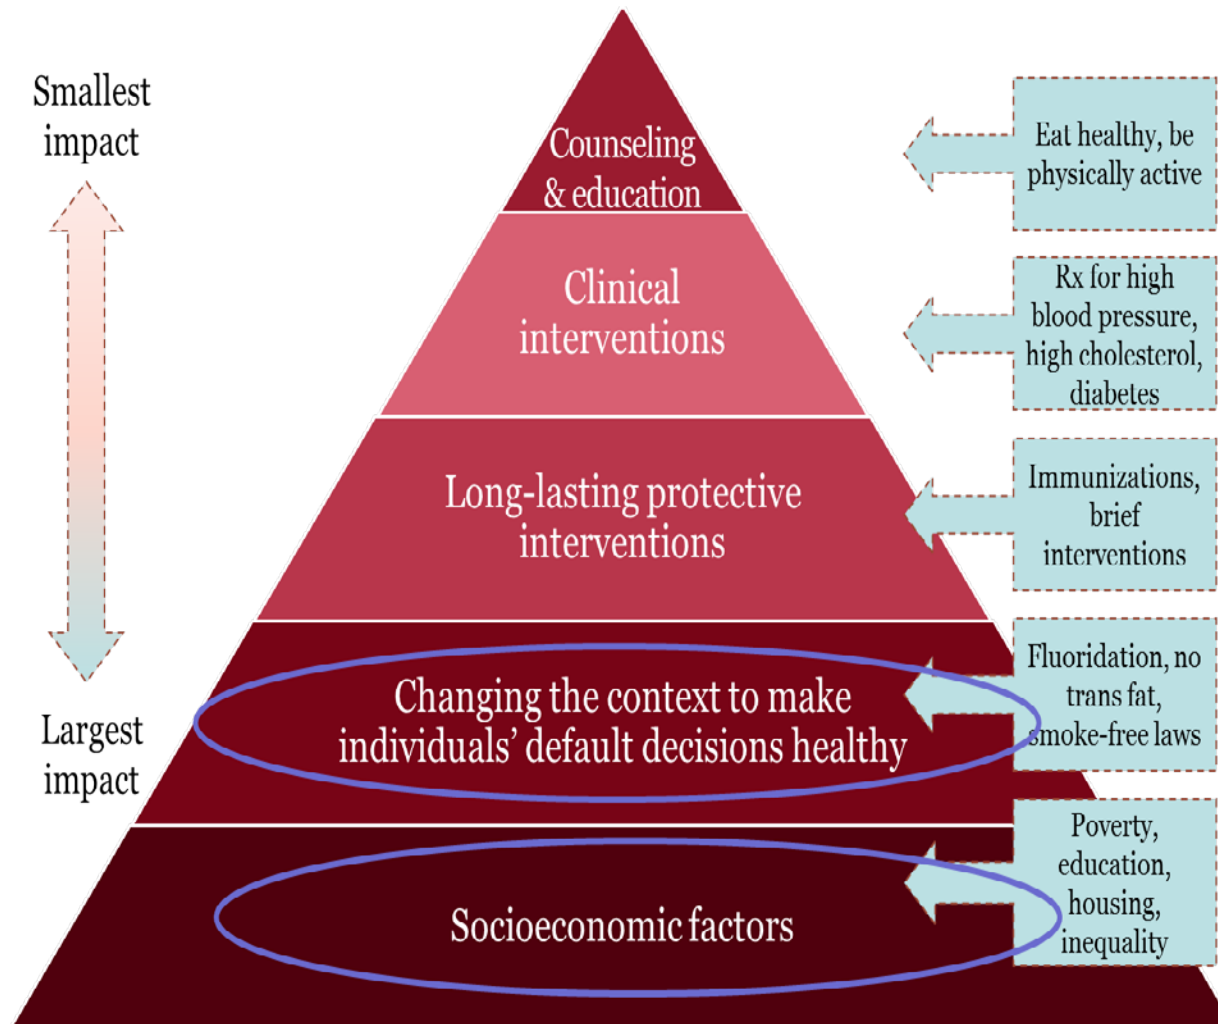 Smallest
impact
Largest
impact
Counseling
& education
Clinical
interventions
Long-lasting protective
interventions
Changing the context to make
individuals’ default decisions healthy
Socioeconomic factors
Eat healthy, be
physically active
Rx for high
blood pressure,
high cholesterol,
diabetes
Immunizations,
brief
interventions
Fluoridation, no
trans fat,
smoke-free laws
Poverty,
education,
housing,
inequality